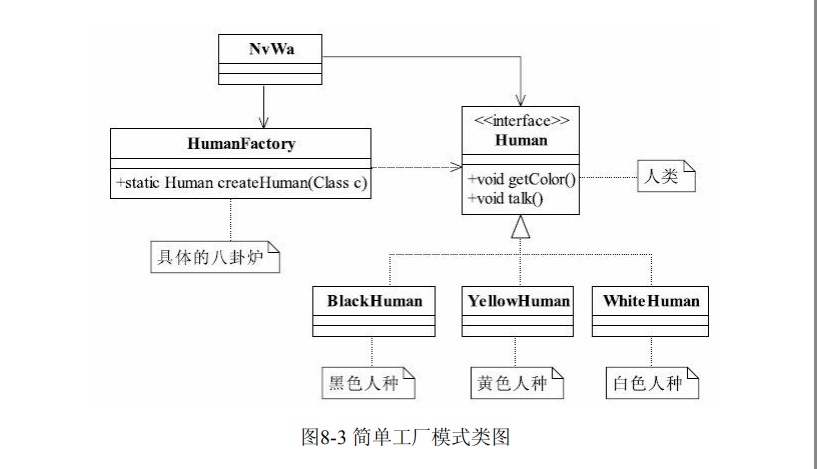 NvWa
<<interface>>
Human
HumanFactory
+static Human createHuman(Class c)
+void getColor()
+void talk()
人类
具体的八卦炉
BlackHuman
YellowHuman
WhiteHuman
黑色人种
黄色人种
白色人种
图8-3 简单工厂模式类图